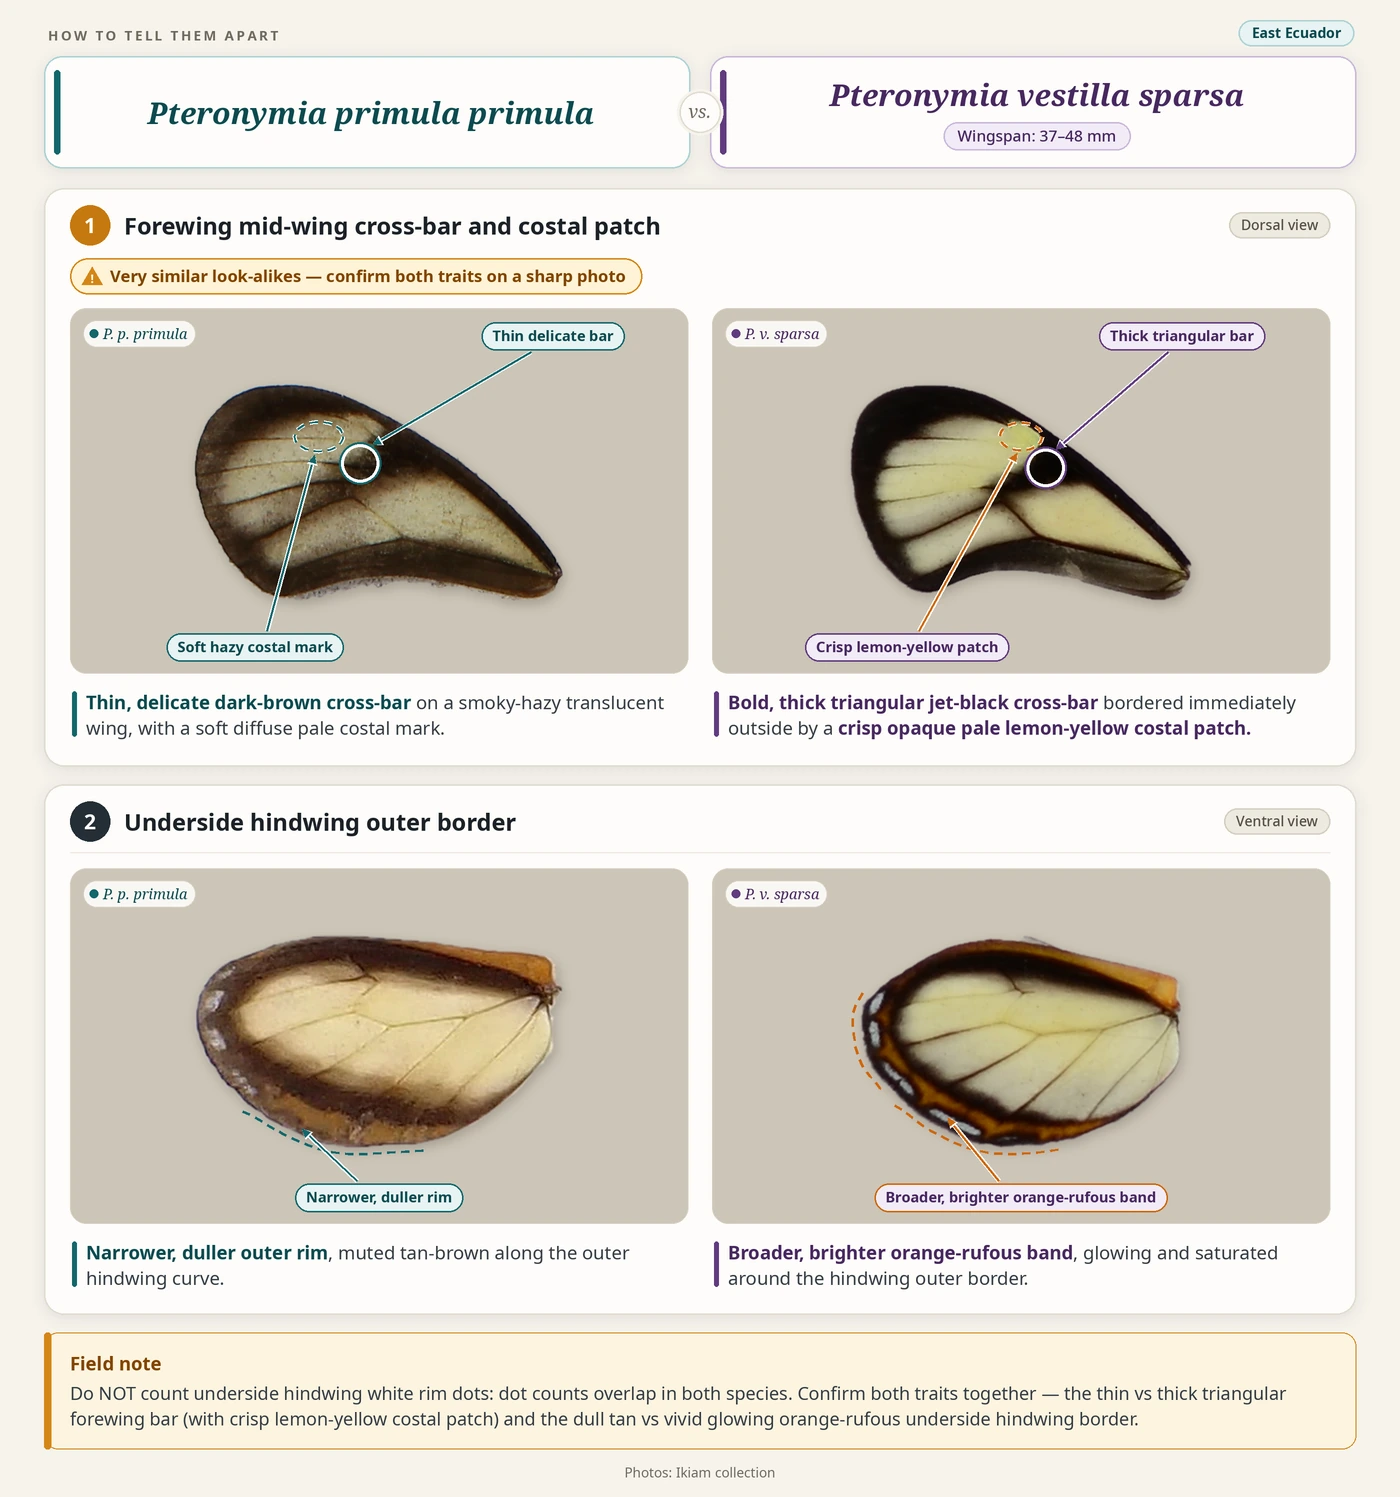 HOW TO TELL THEM APART
East Ecuador
Pteronymia primula primula
vs.
Pteronymia vestilla sparsa
Wingspan: 37–48 mm
1
Forewing mid-wing cross-bar and costal patch
Dorsal view
Very similar look-alikes — confirm both traits on a sharp photo
P. p. primula
Thin delicate bar
Soft hazy costal mark
P. v. sparsa
Thick triangular bar
Crisp lemon-yellow patch
Thin, delicate dark-brown cross-bar on a smoky-hazy translucent
wing, with a soft diffuse pale costal mark.
Bold, thick triangular jet-black cross-bar bordered immediately
outside by a crisp opaque pale lemon-yellow costal patch.
2
Underside hindwing outer border
Ventral view
P. p. primula
Narrower, duller rim
P. v. sparsa
Broader, brighter orange-rufous band
Narrower, duller outer rim, muted tan-brown along the outer
hindwing curve.
Broader, brighter orange-rufous band, glowing and saturated
around the hindwing outer border.
Field note
Do NOT count underside hindwing white rim dots: dot counts overlap in both species. Confirm both traits together — the thin vs thick triangular
forewing bar (with crisp lemon-yellow costal patch) and the dull tan vs vivid glowing orange-rufous underside hindwing border.
Photos: Ikiam collection